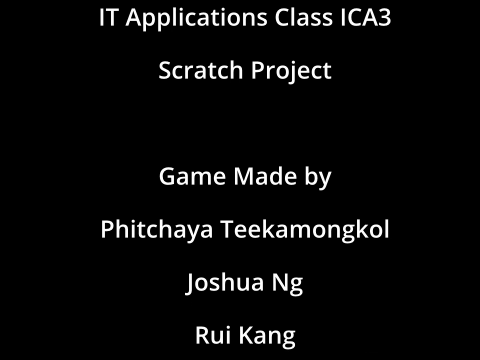 IT Applications Class ICA3
Scratch Project
Game Made by
Phitchaya Teekamongkol
Joshua Ng
Rui Kang